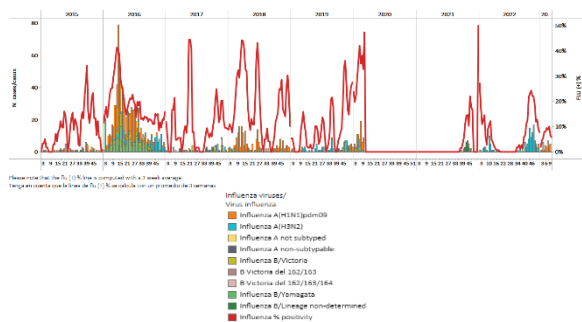 2015 2016 2017 2018 2019 2020 2021 2022 20..
N. cases/casos
80
60
40
20
0
50%
40%
30%
20%
10%
0%
FLU (+) %
Please note that the flu (+) % line is computed with a 3 week average
Tenga en cuenta que la línea de flu (+) % se calcula con un promedio de 3 semanas
Influenza viruses/
Virus influenza
Influenza A(H1N1)pdm09
Influenza A(H3N2)
Influenza A not subtyped
Influenza A non-subtypable
Influenza B/Victoria
B Victoria del 162/163
B Victoria del 162/163/164
Influenza B/Yamagata
Influenza B/Lineage non-determined
Influenza % positivity